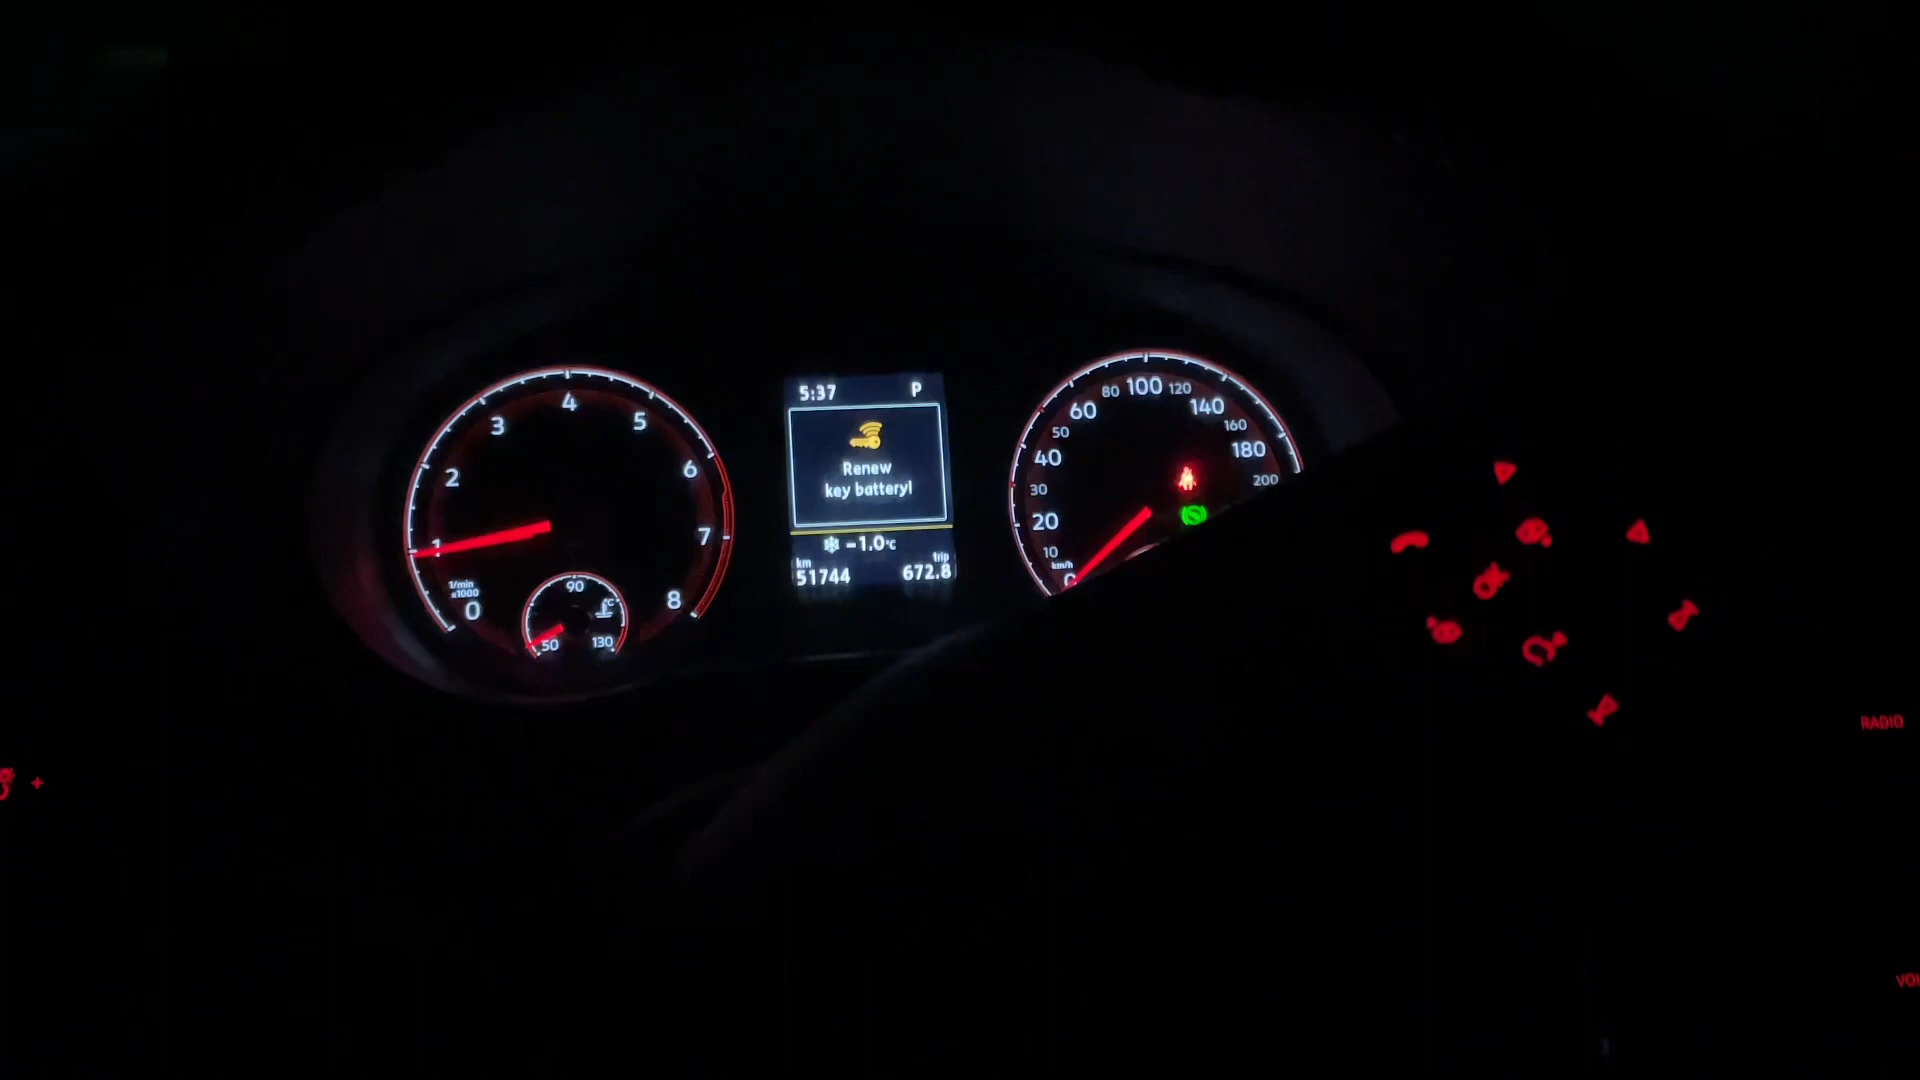 5:37 P
Renew
key battery!
-1.0°C
km trip
51744 672.8
0 1 2 3 4 5 6 7 8
1/min
x1000
50 90 130
°C
0 10 20 30 40 50 60 80 100 120 140 160 180 200
km/h
RADIO